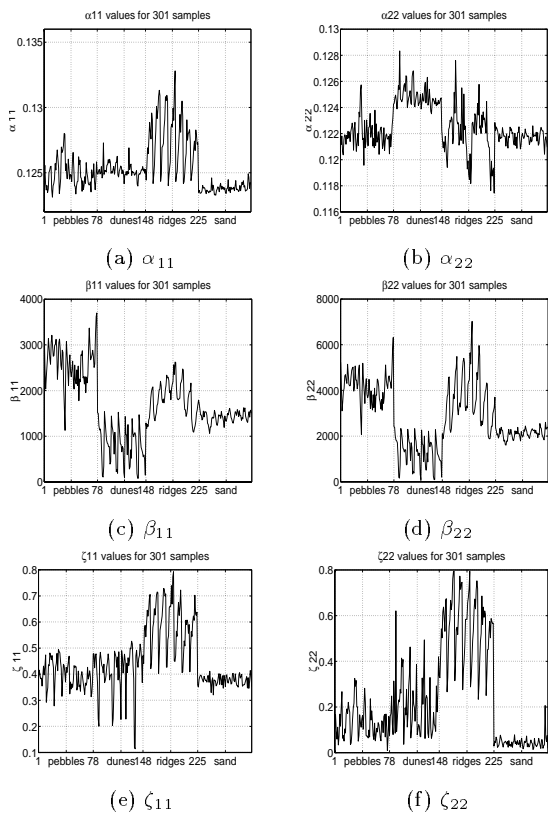 α11 values for 301 samples
0.135
0.13
0.125
α 11
1 pebbles 78 dunes148 ridges 225 sand
(a) α11
α22 values for 301 samples
0.13
0.128
0.126
0.124
0.122
0.12
0.118
0.116
α 22
1 pebbles 78 dunes148 ridges 225 sand
(b) α22
β11 values for 301 samples
4000
3000
2000
1000
0
β 11
1 pebbles 78 dunes148 ridges 225 sand
(c) β11
β22 values for 301 samples
8000
6000
4000
2000
0
β 22
1 pebbles 78 dunes148 ridges 225 sand
(d) β22
ζ11 values for 301 samples
0.8
0.7
0.6
0.5
0.4
0.3
0.2
0.1
ζ 11
1 pebbles 78 dunes148 ridges 225 sand
(e) ζ11
ζ22 values for 301 samples
0.8
0.6
0.4
0.2
0
ζ 22
1 pebbles 78 dunes148 ridges 225 sand
(f) ζ22